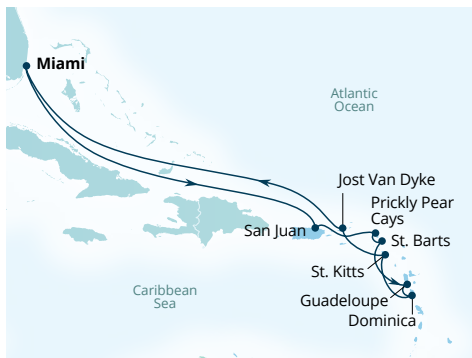 Miami
Atlantic
Ocean
Jost Van Dyke
Prickly Pear
Cays
San Juan
St. Barts
St. Kitts
Caribbean
Sea
Guadeloupe
Dominica